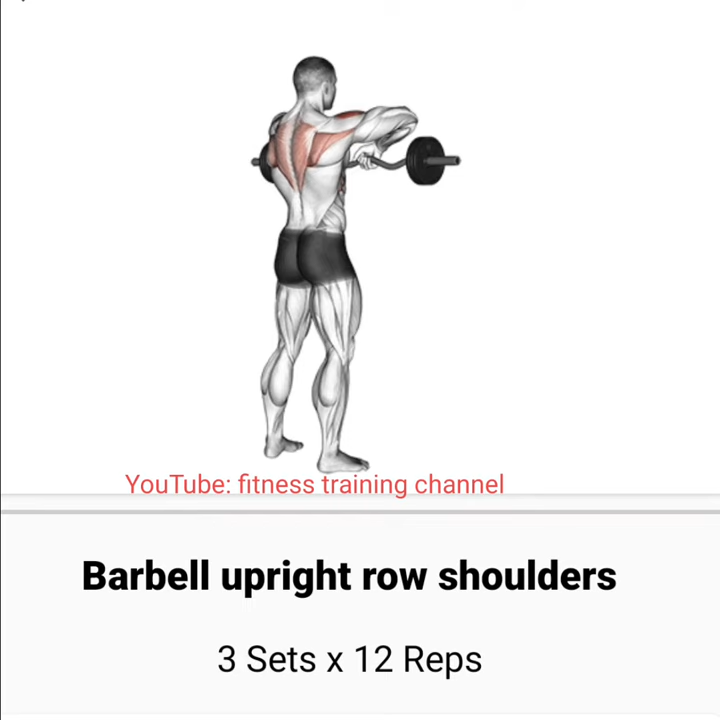 YouTube: fitness training channel
Barbell upright row shoulders
3 Sets x 12 Reps